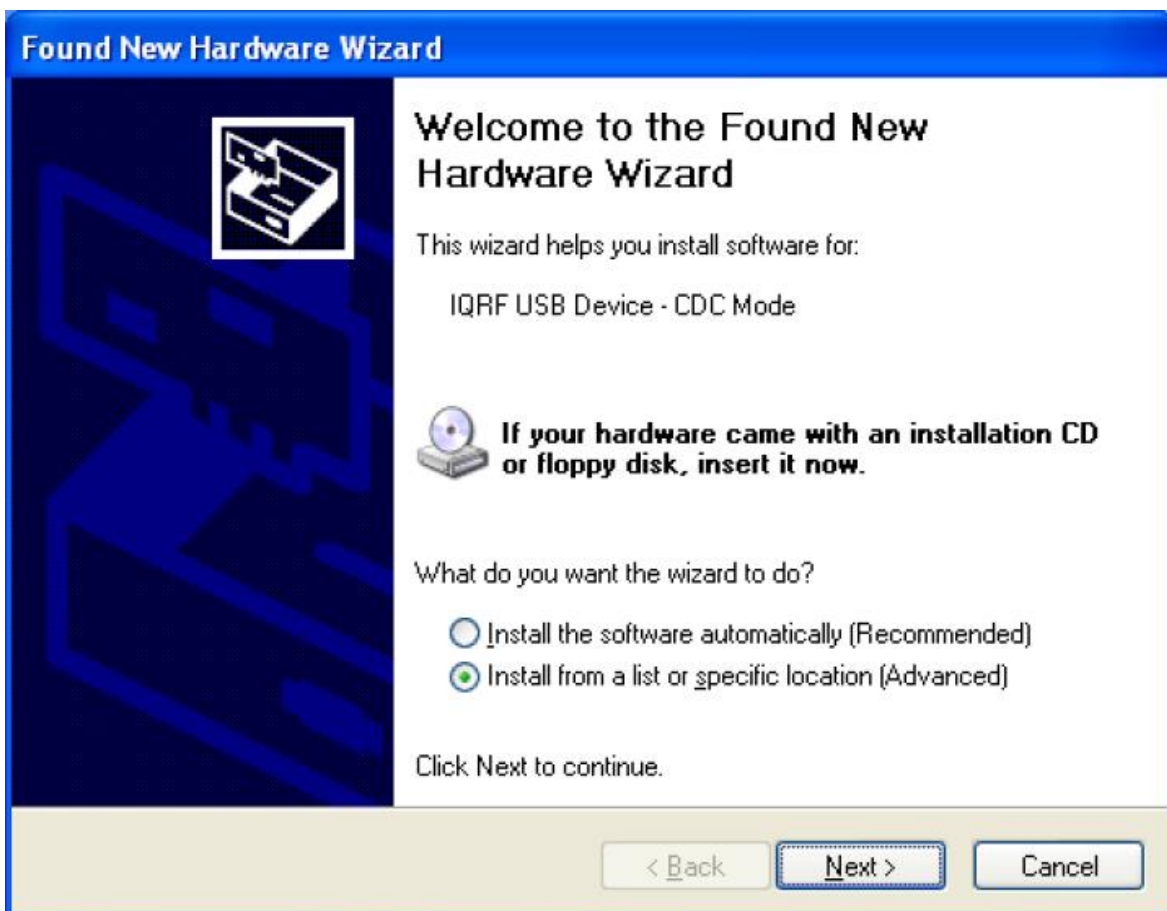 Found New Hardware Wizard
Welcome to the Found New
Hardware Wizard
This wizard helps you install software for:
IQRF USB Device - CDC Mode
If your hardware came with an installation CD
or floppy disk, insert it now.
What do you want the wizard to do?
Install the software automatically (Recommended)
Install from a list or specific location (Advanced)
Click Next to continue.
< Back
Next >
Cancel